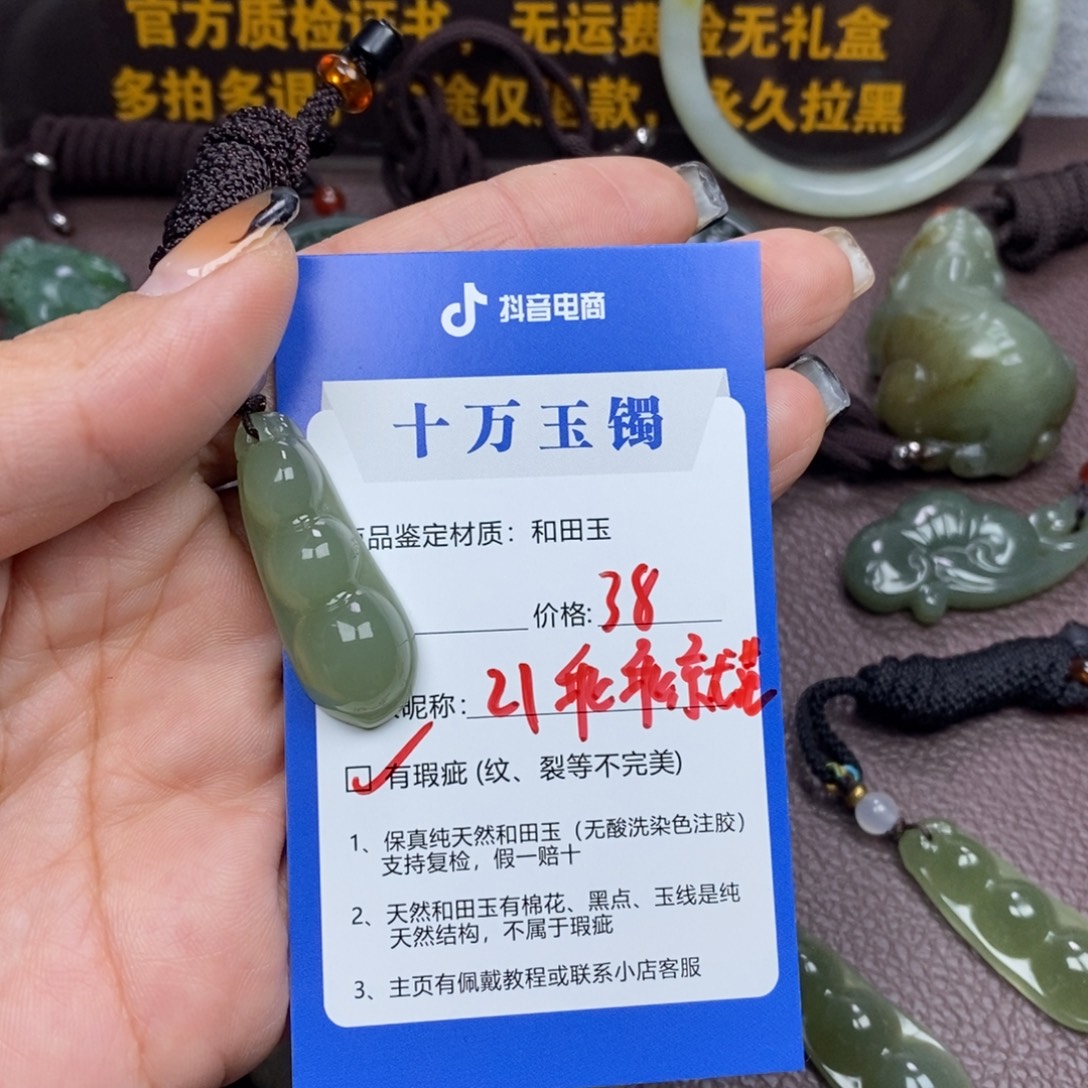 官方质检证书，无运费险无礼盒
多拍多退 途仅退款，永久拉黑
抖音电商
十万玉镯
品鉴定材质：和田玉
价格: 38
昵称: 21乖乖
有瑕疵 (纹、裂等不完美)
1、保真纯天然和田玉（无酸洗染色注胶）
支持复检，假一赔十
2、天然和田玉有棉花、黑点、玉线是纯
天然结构，不属于瑕疵
3、主页有佩戴教程或联系小店客服